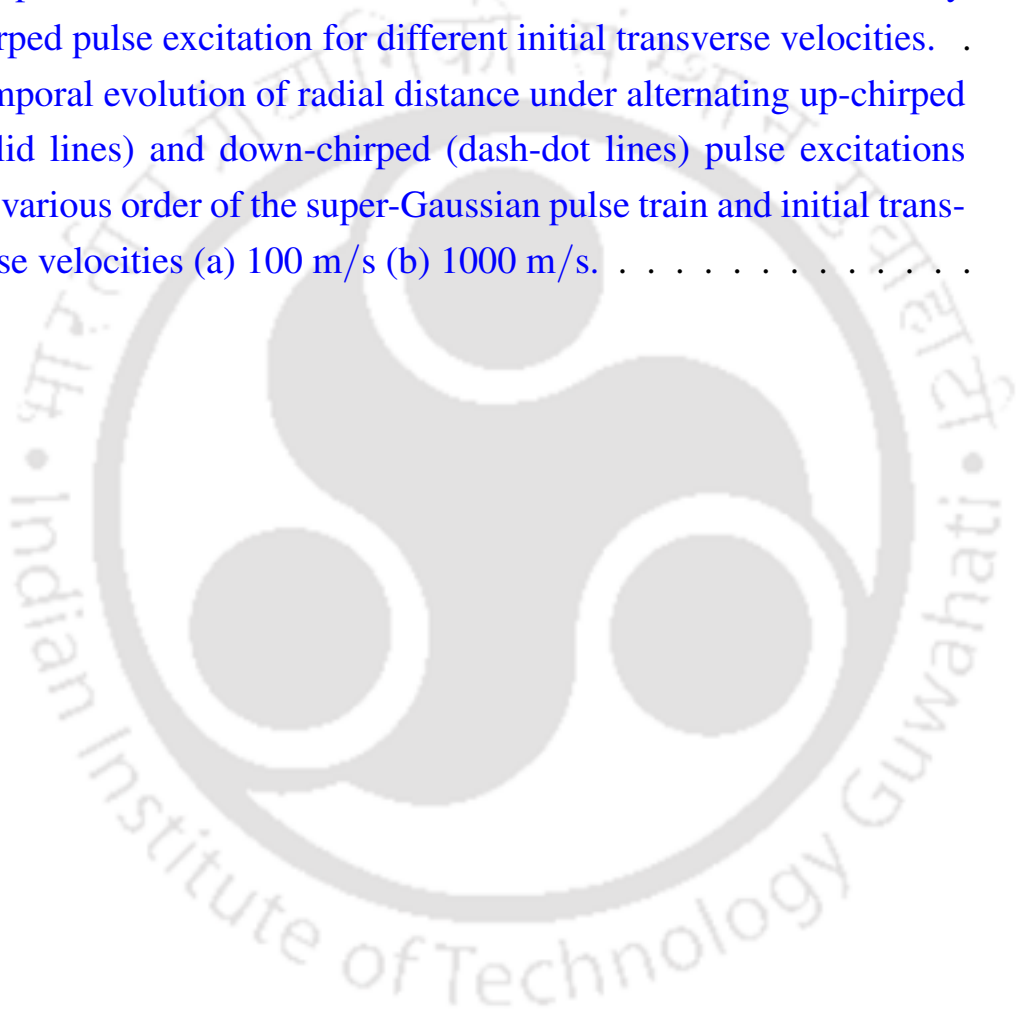 rped pulse excitation for different initial transverse velocities. .
mporal evolution of radial distance under alternating up-chirped
lid lines) and down-chirped (dash-dot lines) pulse excitations
various order of the super-Gaussian pulse train and initial trans-
se velocities (a) 100 m/s (b) 1000 m/s. . . . . . . . . . . . . .
Indian Institute of Technology Guwahati